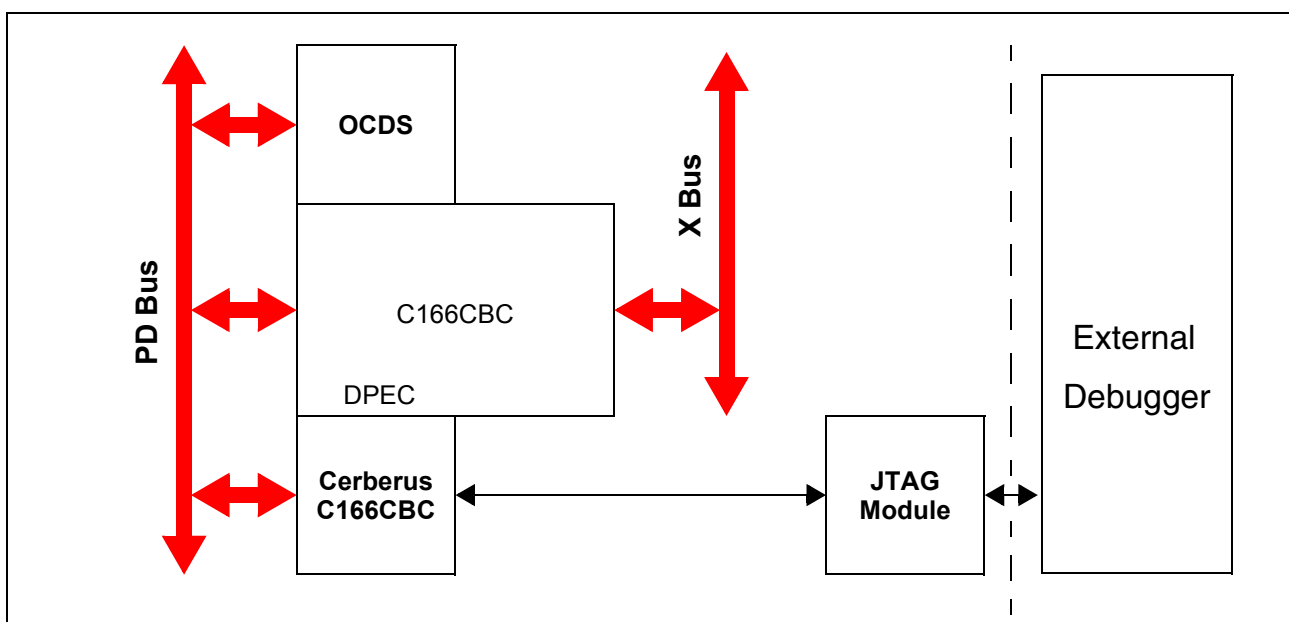 OCDS
PD Bus
X Bus
C166CBC
DPEC
Cerberus
C166CBC
JTAG
Module
External
Debugger